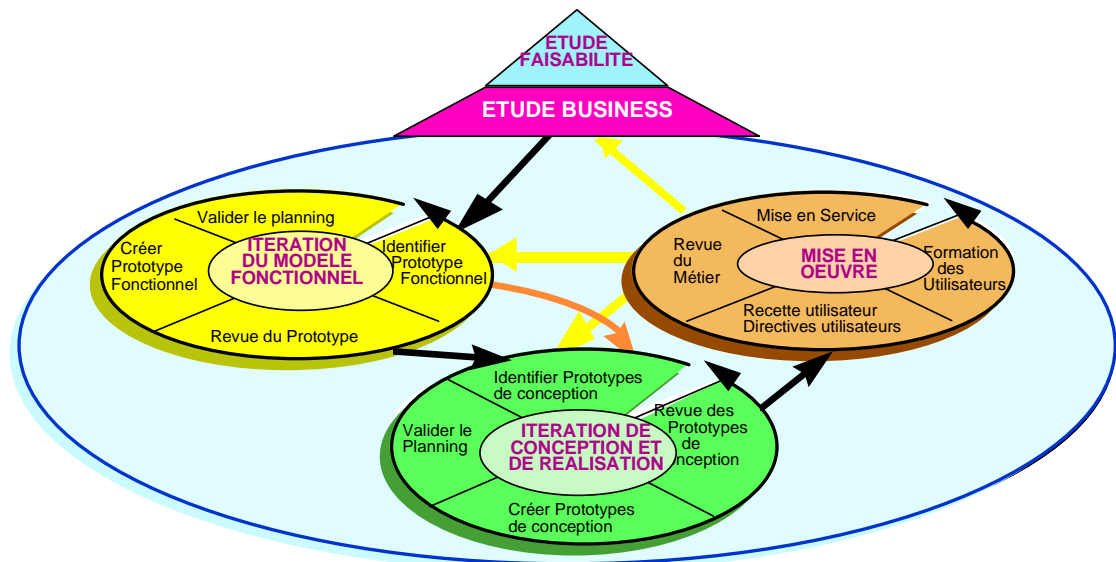 ETUDE
FAISABILITE
ETUDE BUSINESS
Valider le planning
Créer
Prototype
Fonctionnel
ITERATION
DU MODELE
FONCTIONNEL
Identifier
Prototype
Fonctionnel
Revue du Prototype
Mise en Service
Revue
du
Métier
MISE EN
OEUVRE
Formation
des
Utilisateurs
Recette utilisateur
Directives utilisateurs
Identifier Prototypes
de conception
Valider le
Planning
ITERATION DE
CONCEPTION ET
DE REALISATION
Revue des
Prototypes
de
onception
Créer Prototypes
de conception